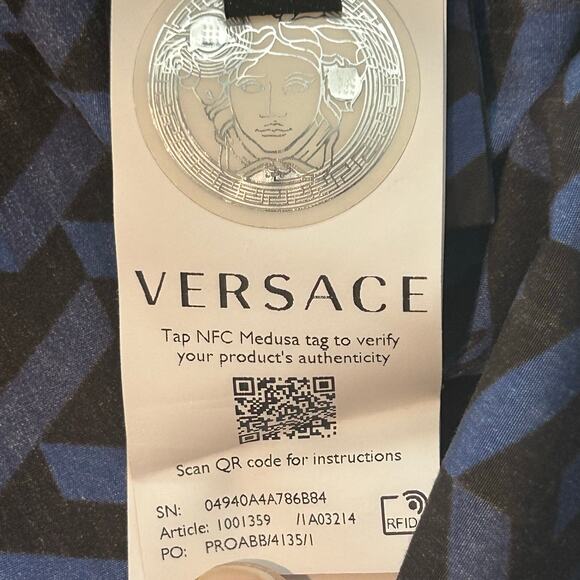 VERSACE
Tap NFC Medusa tag to verify
your product's authenticity
Scan QR code for instructions
SN: 04940A4A786B84
Article: 1001359 /1A03214
PO: PROABB/4135/1
RFID